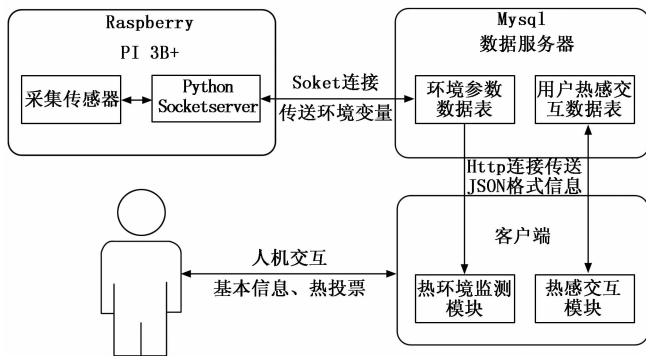 Raspberry
PI 3B+
采集传感器
Python
Socketserver
Soket连接
传送环境变量
Mysql
数据服务器
环境参数
数据表
用户热感交
互数据表
Http连接传送
JSON格式信息
客户端
热环境监测
模块
热感交互
模块
人机交互
基本信息、热投票